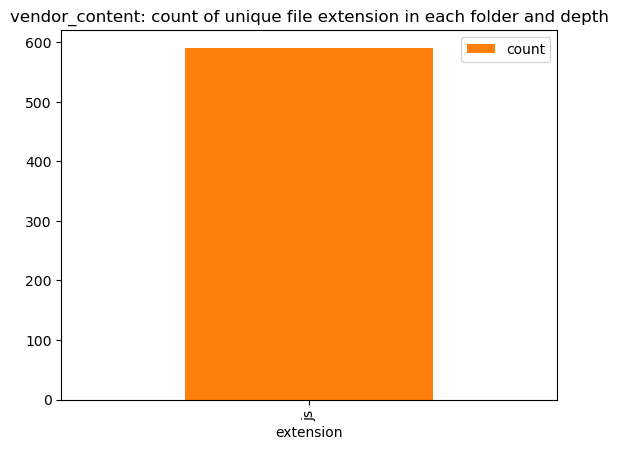 vendor_content: count of unique file extension in each folder and depth
600
500
400
300
200
100
0
count
js
extension